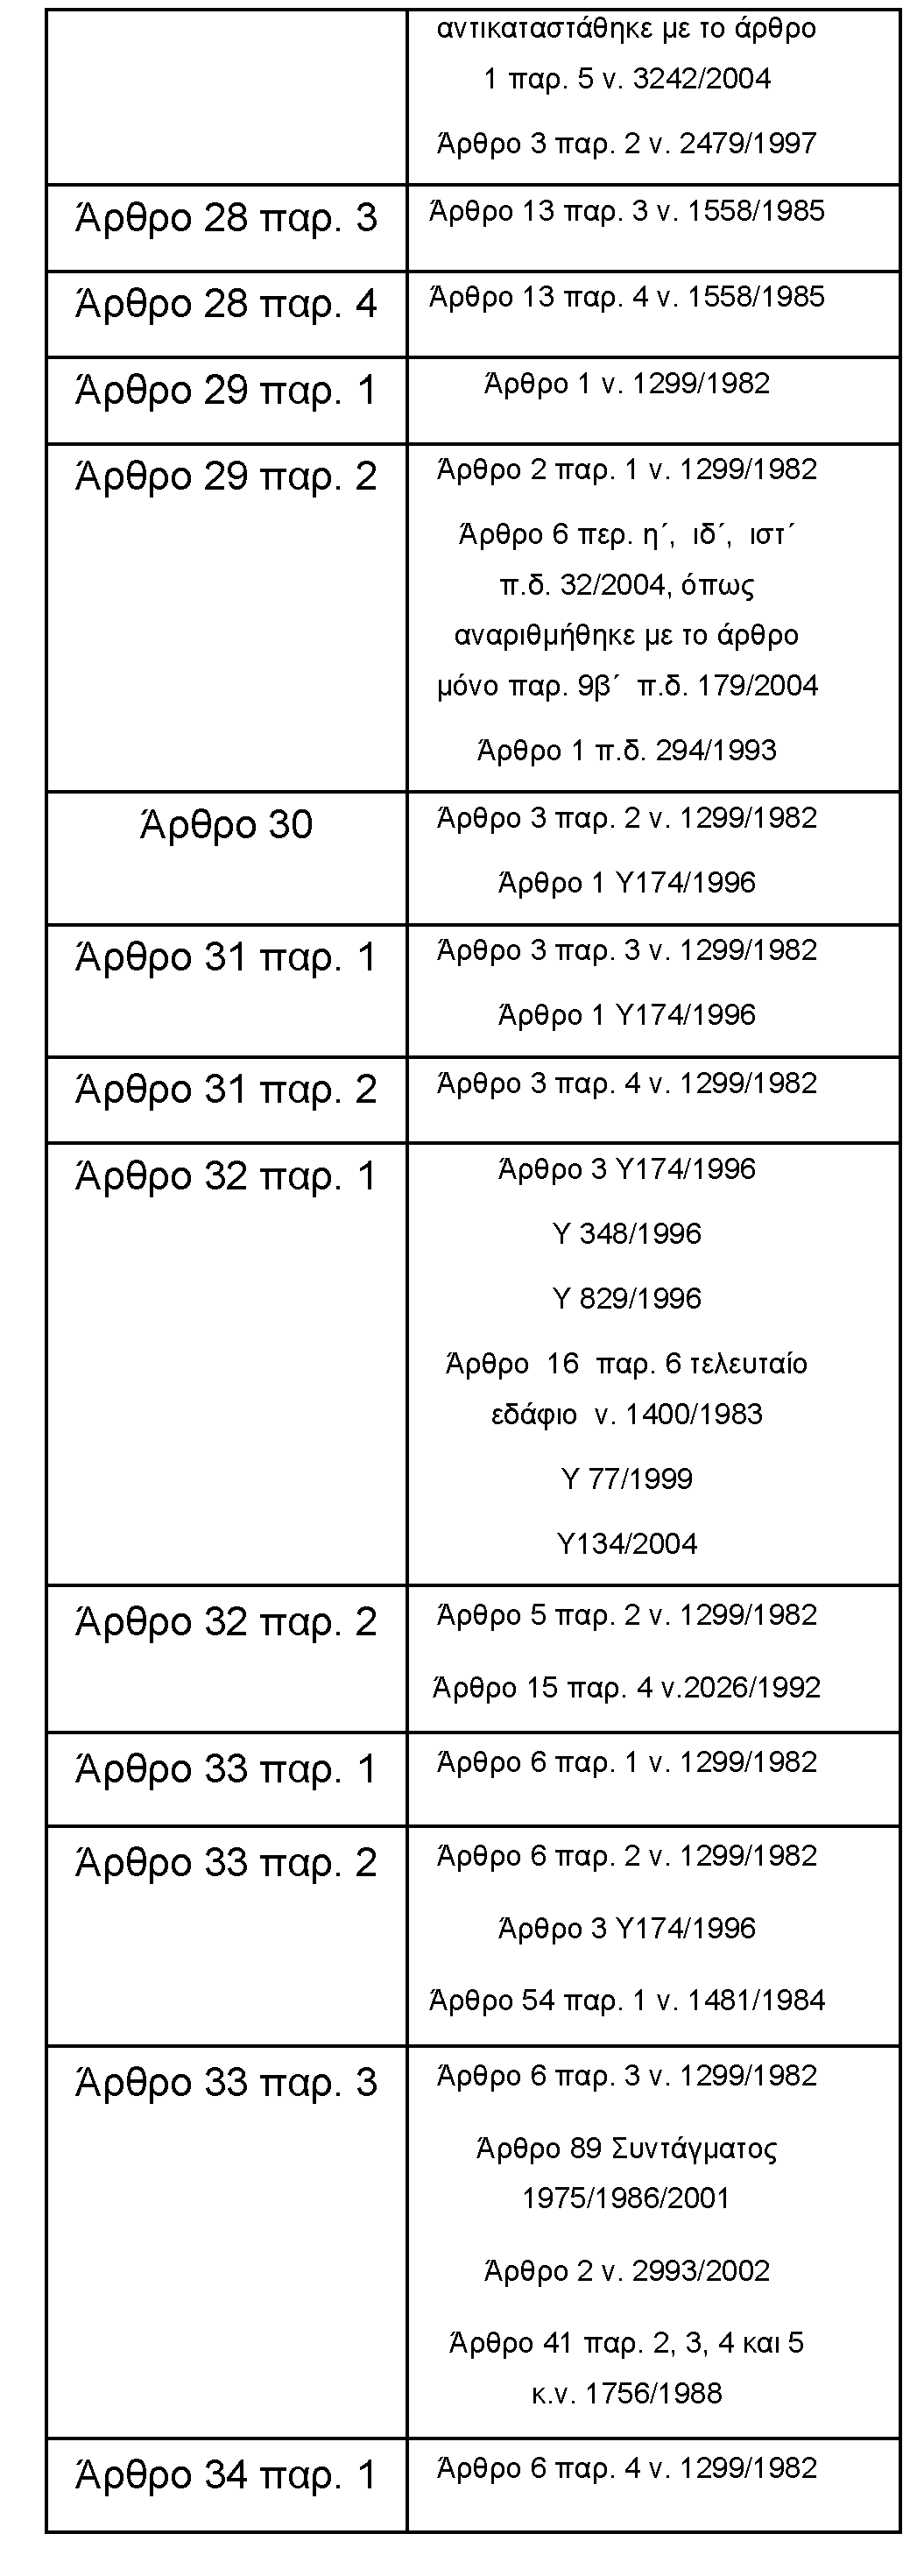 αντικαταστάθηκε με το άρθρο
1 παρ. 5 ν. 3242/2004
Άρθρο 3 παρ. 2 ν. 2479/1997
Άρθρο 28 παρ. 3
Άρθρο 13 παρ. 3 ν. 1558/1985
Άρθρο 28 παρ. 4
Άρθρο 13 παρ. 4 ν. 1558/1985
Άρθρο 29 παρ. 1
Άρθρο 1 ν. 1299/1982
Άρθρο 29 παρ. 2
Άρθρο 2 παρ. 1 ν. 1299/1982
Άρθρο 6 περ. η΄, ιδ΄, ιστ΄
π.δ. 32/2004, όπως
αναριθμήθηκε με το άρθρο
μόνο παρ. 9β΄ π.δ. 179/2004
Άρθρο 1 π.δ. 294/1993
Άρθρο 30
Άρθρο 3 παρ. 2 ν. 1299/1982
Άρθρο 1 Υ174/1996
Άρθρο 31 παρ. 1
Άρθρο 3 παρ. 3 ν. 1299/1982
Άρθρο 1 Υ174/1996
Άρθρο 31 παρ. 2
Άρθρο 3 παρ. 4 ν. 1299/1982
Άρθρο 32 παρ. 1
Άρθρο 3 Υ174/1996
Υ 348/1996
Υ 829/1996
Άρθρο 16 παρ. 6 τελευταίο
εδάφιο ν. 1400/1983
Υ 77/1999
Υ134/2004
Άρθρο 32 παρ. 2
Άρθρο 5 παρ. 2 ν. 1299/1982
Άρθρο 15 παρ. 4 ν.2026/1992
Άρθρο 33 παρ. 1
Άρθρο 6 παρ. 1 ν. 1299/1982
Άρθρο 33 παρ. 2
Άρθρο 6 παρ. 2 ν. 1299/1982
Άρθρο 3 Υ174/1996
Άρθρο 54 παρ. 1 ν. 1481/1984
Άρθρο 33 παρ. 3
Άρθρο 6 παρ. 3 ν. 1299/1982
Άρθρο 89 Συντάγματος
1975/1986/2001
Άρθρο 2 ν. 2993/2002
Άρθρο 41 παρ. 2, 3, 4 και 5
κ.ν. 1756/1988
Άρθρο 34 παρ. 1
Άρθρο 6 παρ. 4 ν. 1299/1982